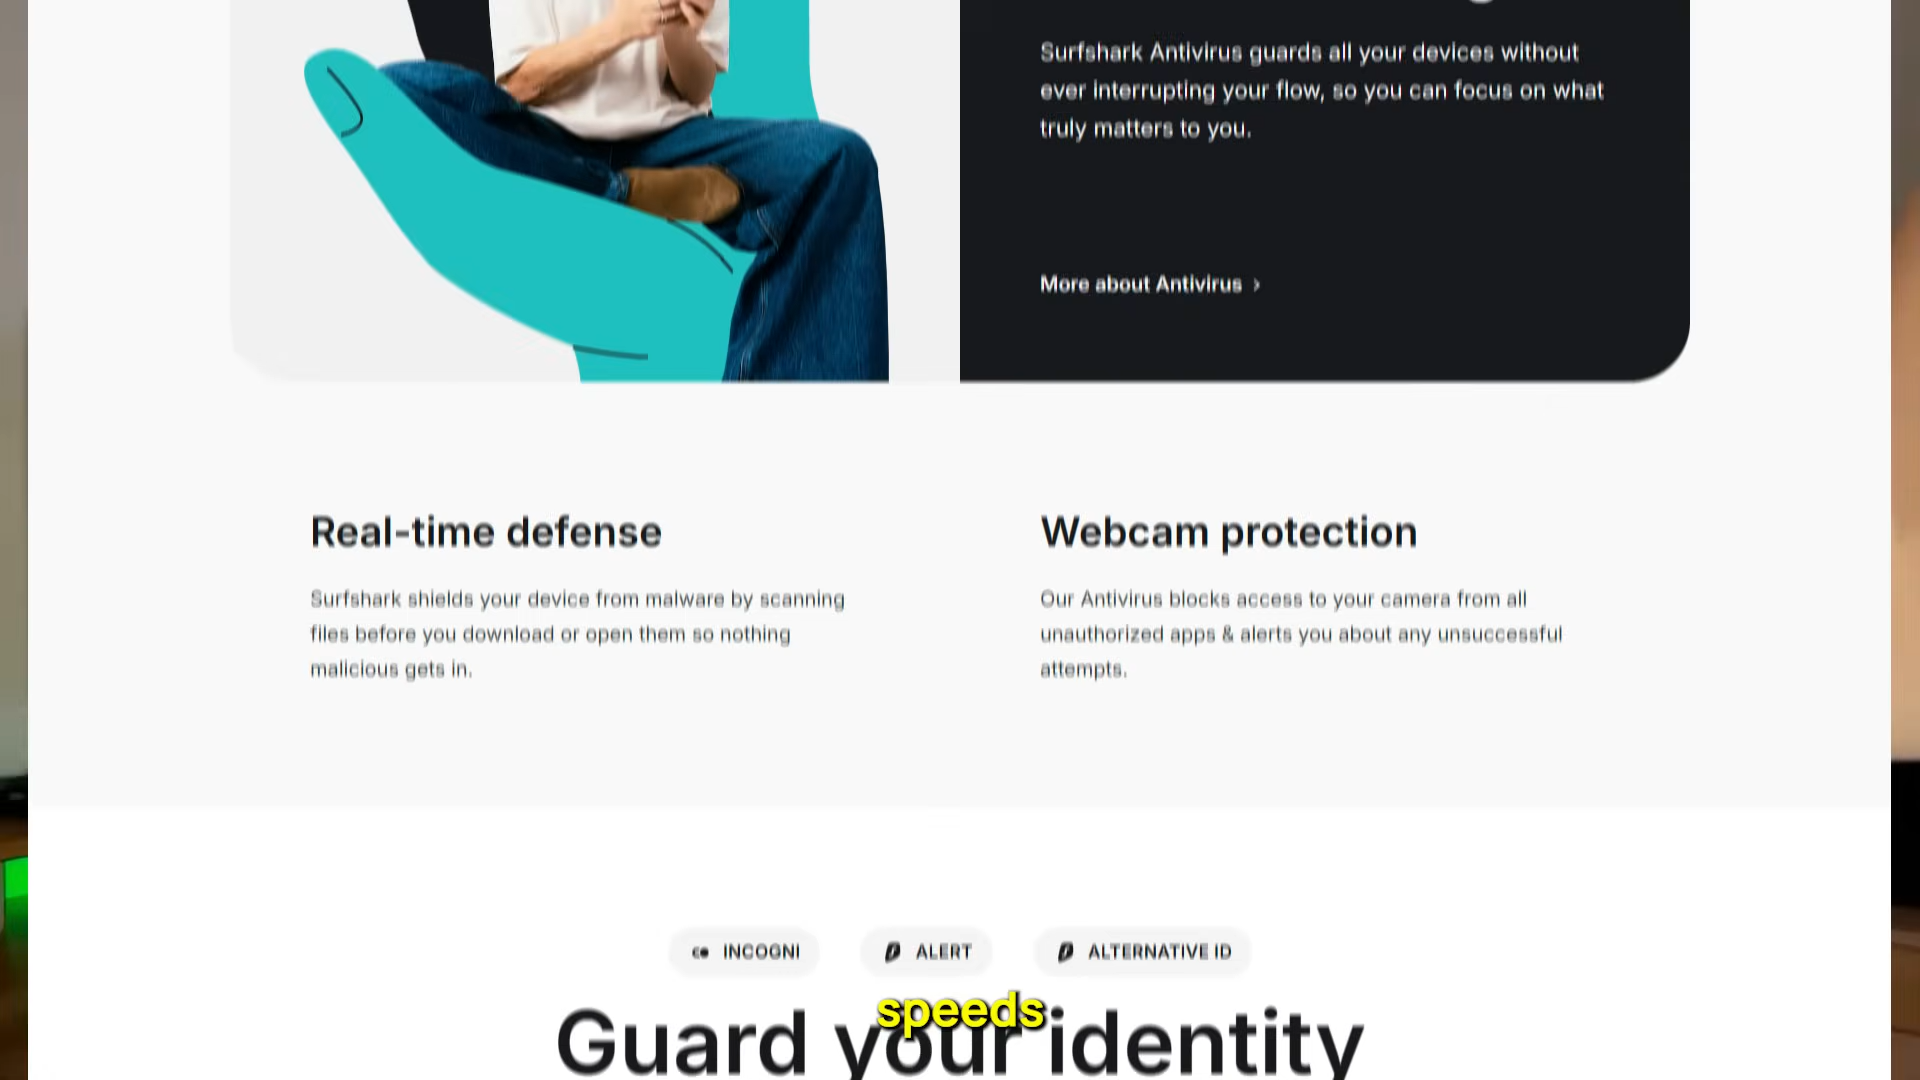 Surfshark Antivirus guards all your devices without
ever interrupting your flow, so you can focus on what
truly matters to you.
More about Antivirus
Real-time defense
Surfshark shields your device from malware by scanning
files before you download or open them so nothing
malicious gets in.
Webcam protection
Our Antivirus blocks access to your camera from all
unauthorized apps & alerts you about any unsuccessful
attempts.
INCOGNI
ALERT
ALTERNATIVE ID
speeds
Guard your identity